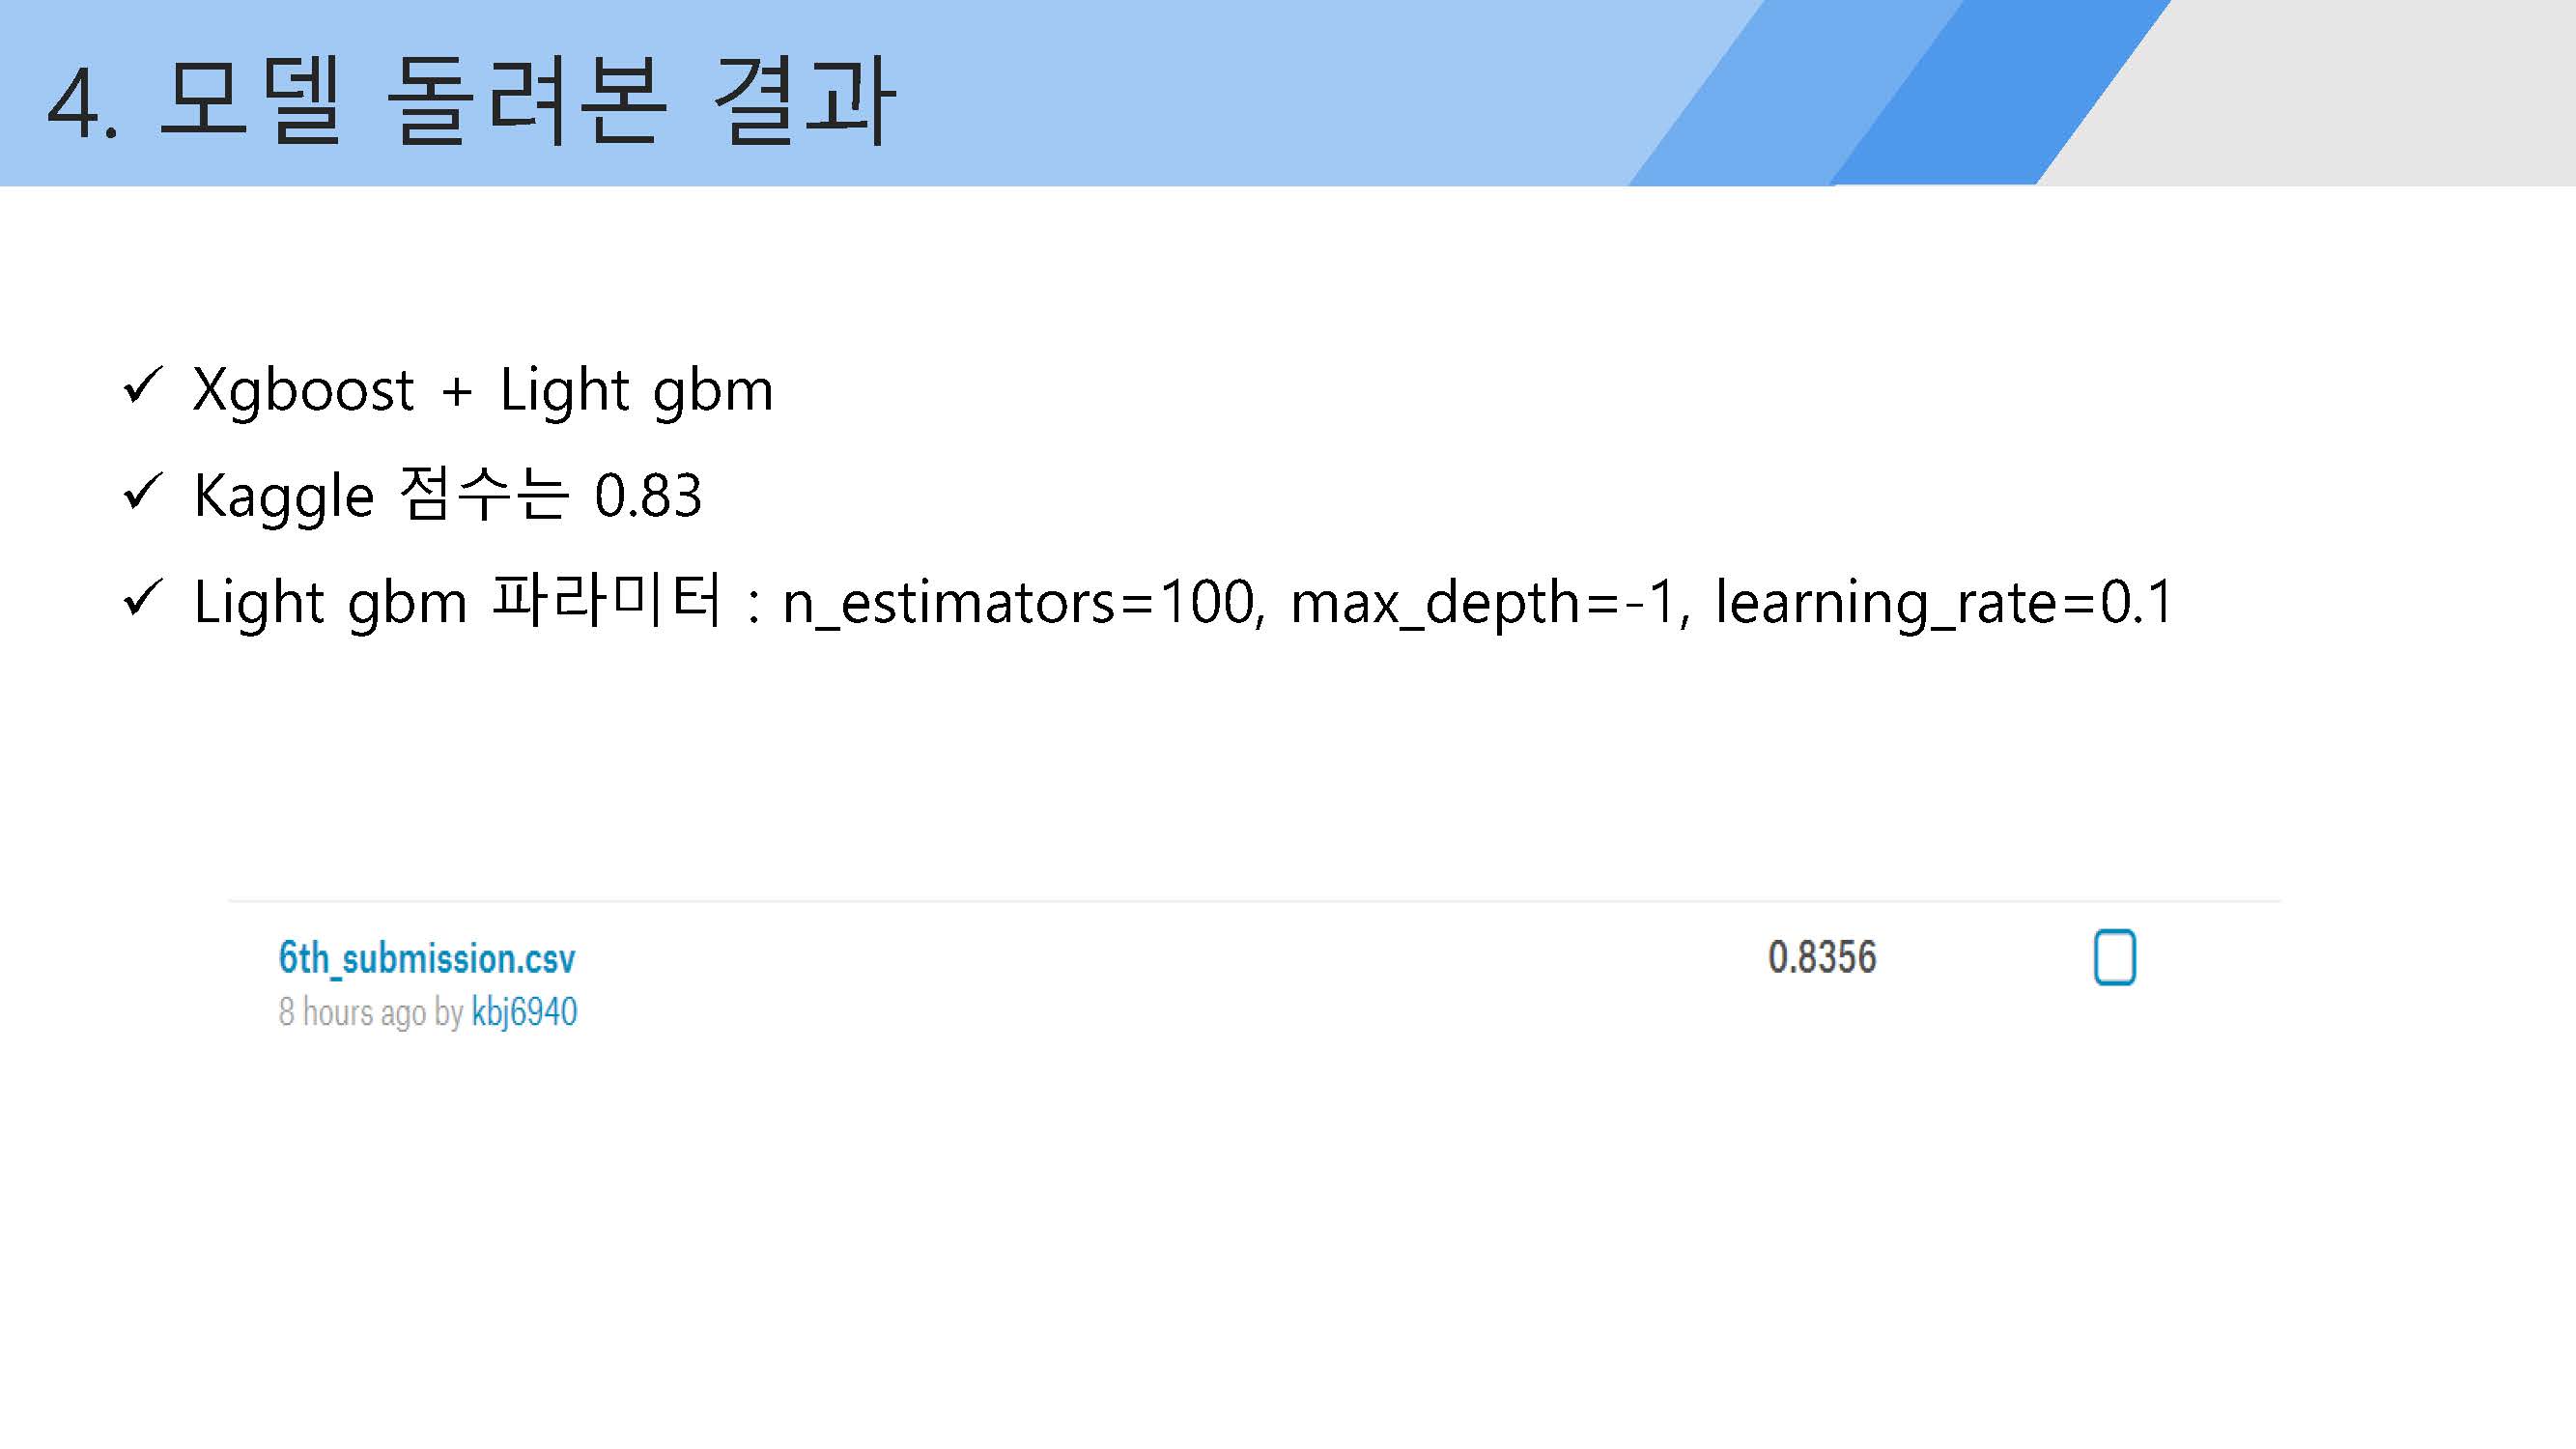 4. 모델 돌려본 결과
✓ Xgboost + Light gbm
✓ Kaggle 점수는 0.83
✓ Light gbm 파라미터 : n_estimators=100, max_depth=-1, learning_rate=0.1
6th_submission.csv 0.8356
8 hours ago by kbj6940